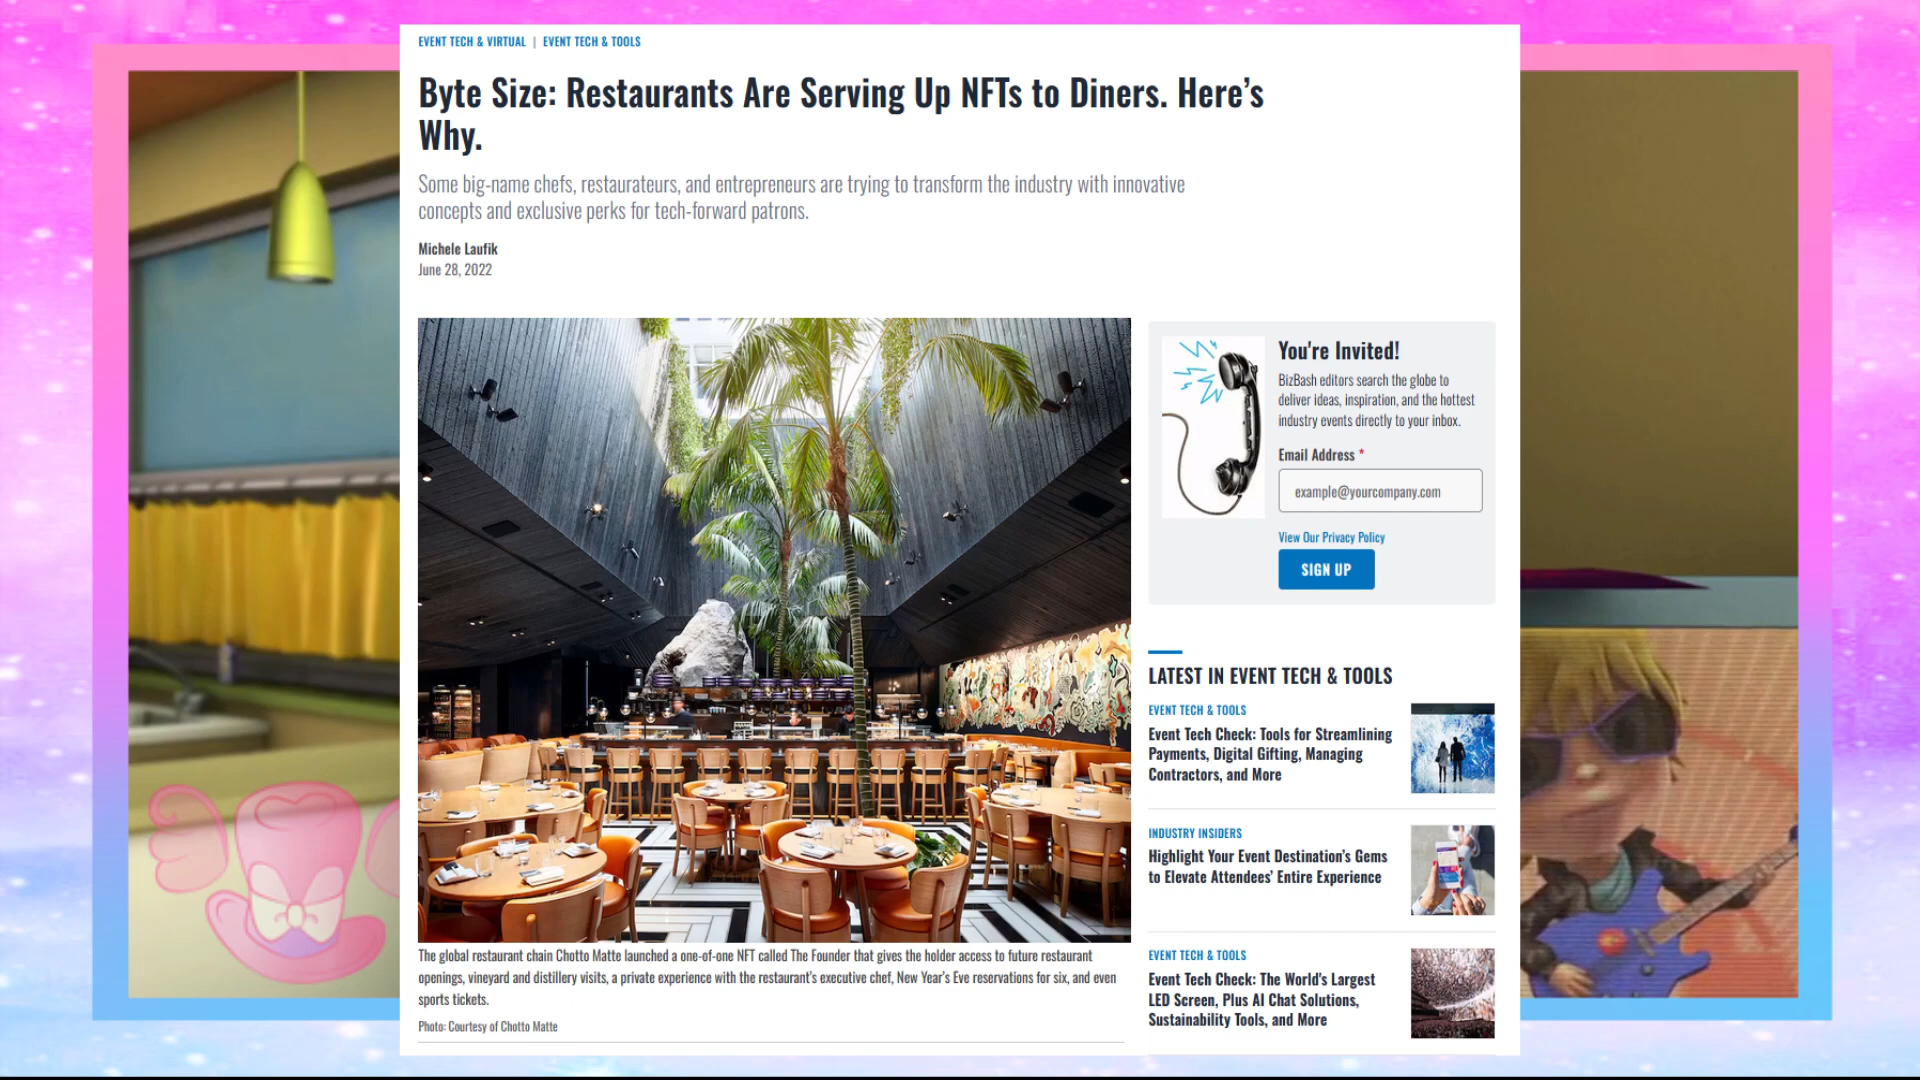 EVENT TECH & VIRTUAL | EVENT TECH & TOOLS
Byte Size: Restaurants Are Serving Up NFTs to Diners. Here’s
Why.
Some big-name chefs, restaurateurs, and entrepreneurs are trying to transform the industry with innovative
concepts and exclusive perks for tech-forward patrons.
Michele Laufik
June 28, 2022
The global restaurant chain Chotto Matte launched a one-of-one NFT called The Founder that gives the holder access to future restaurant
openings, vineyard and distillery visits, a private experience with the restaurant's executive chef, New Year's Eve reservations for six, and even
sports tickets.
Photo: Courtesy of Chotto Matte
You're Invited!
BizBash editors search the globe to
deliver ideas, inspiration, and the hottest
industry events directly to your inbox.
Email Address *
example@yourcompany.com
View Our Privacy Policy
SIGN UP
LATEST IN EVENT TECH & TOOLS
EVENT TECH & TOOLS
Event Tech Check: Tools for Streamlining
Payments, Digital Gifting, Managing
Contractors, and More
INDUSTRY INSIDERS
Highlight Your Event Destination's Gems
to Elevate Attendees’ Entire Experience
EVENT TECH & TOOLS
Event Tech Check: The World's Largest
LED Screen, Plus AI Chat Solutions,
Sustainability Tools, and More